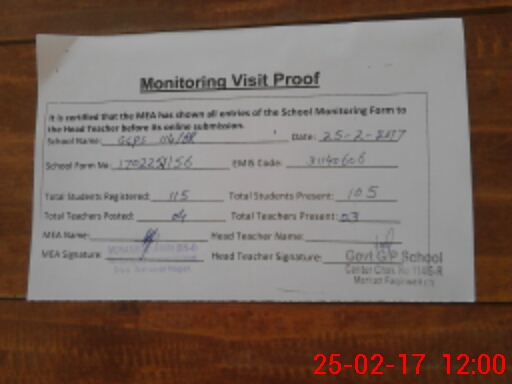 Monitoring Visit Proof
It is certified that the MEA has shown all entries of the School Monitoring Form to
the Head Teacher before its online submission.
School Name: GGPS Date: 25-2-2017
School Form No: EMIS Code: 31140606
Total Students Registered: 115 Total Students Present: 105
Total Teachers Posted: 04 Total Teachers Present: 03
MEA Name: Head Teacher Name:
MEA Signature: Head Teacher Signature:
Govt G P School
25-02-17 12:00